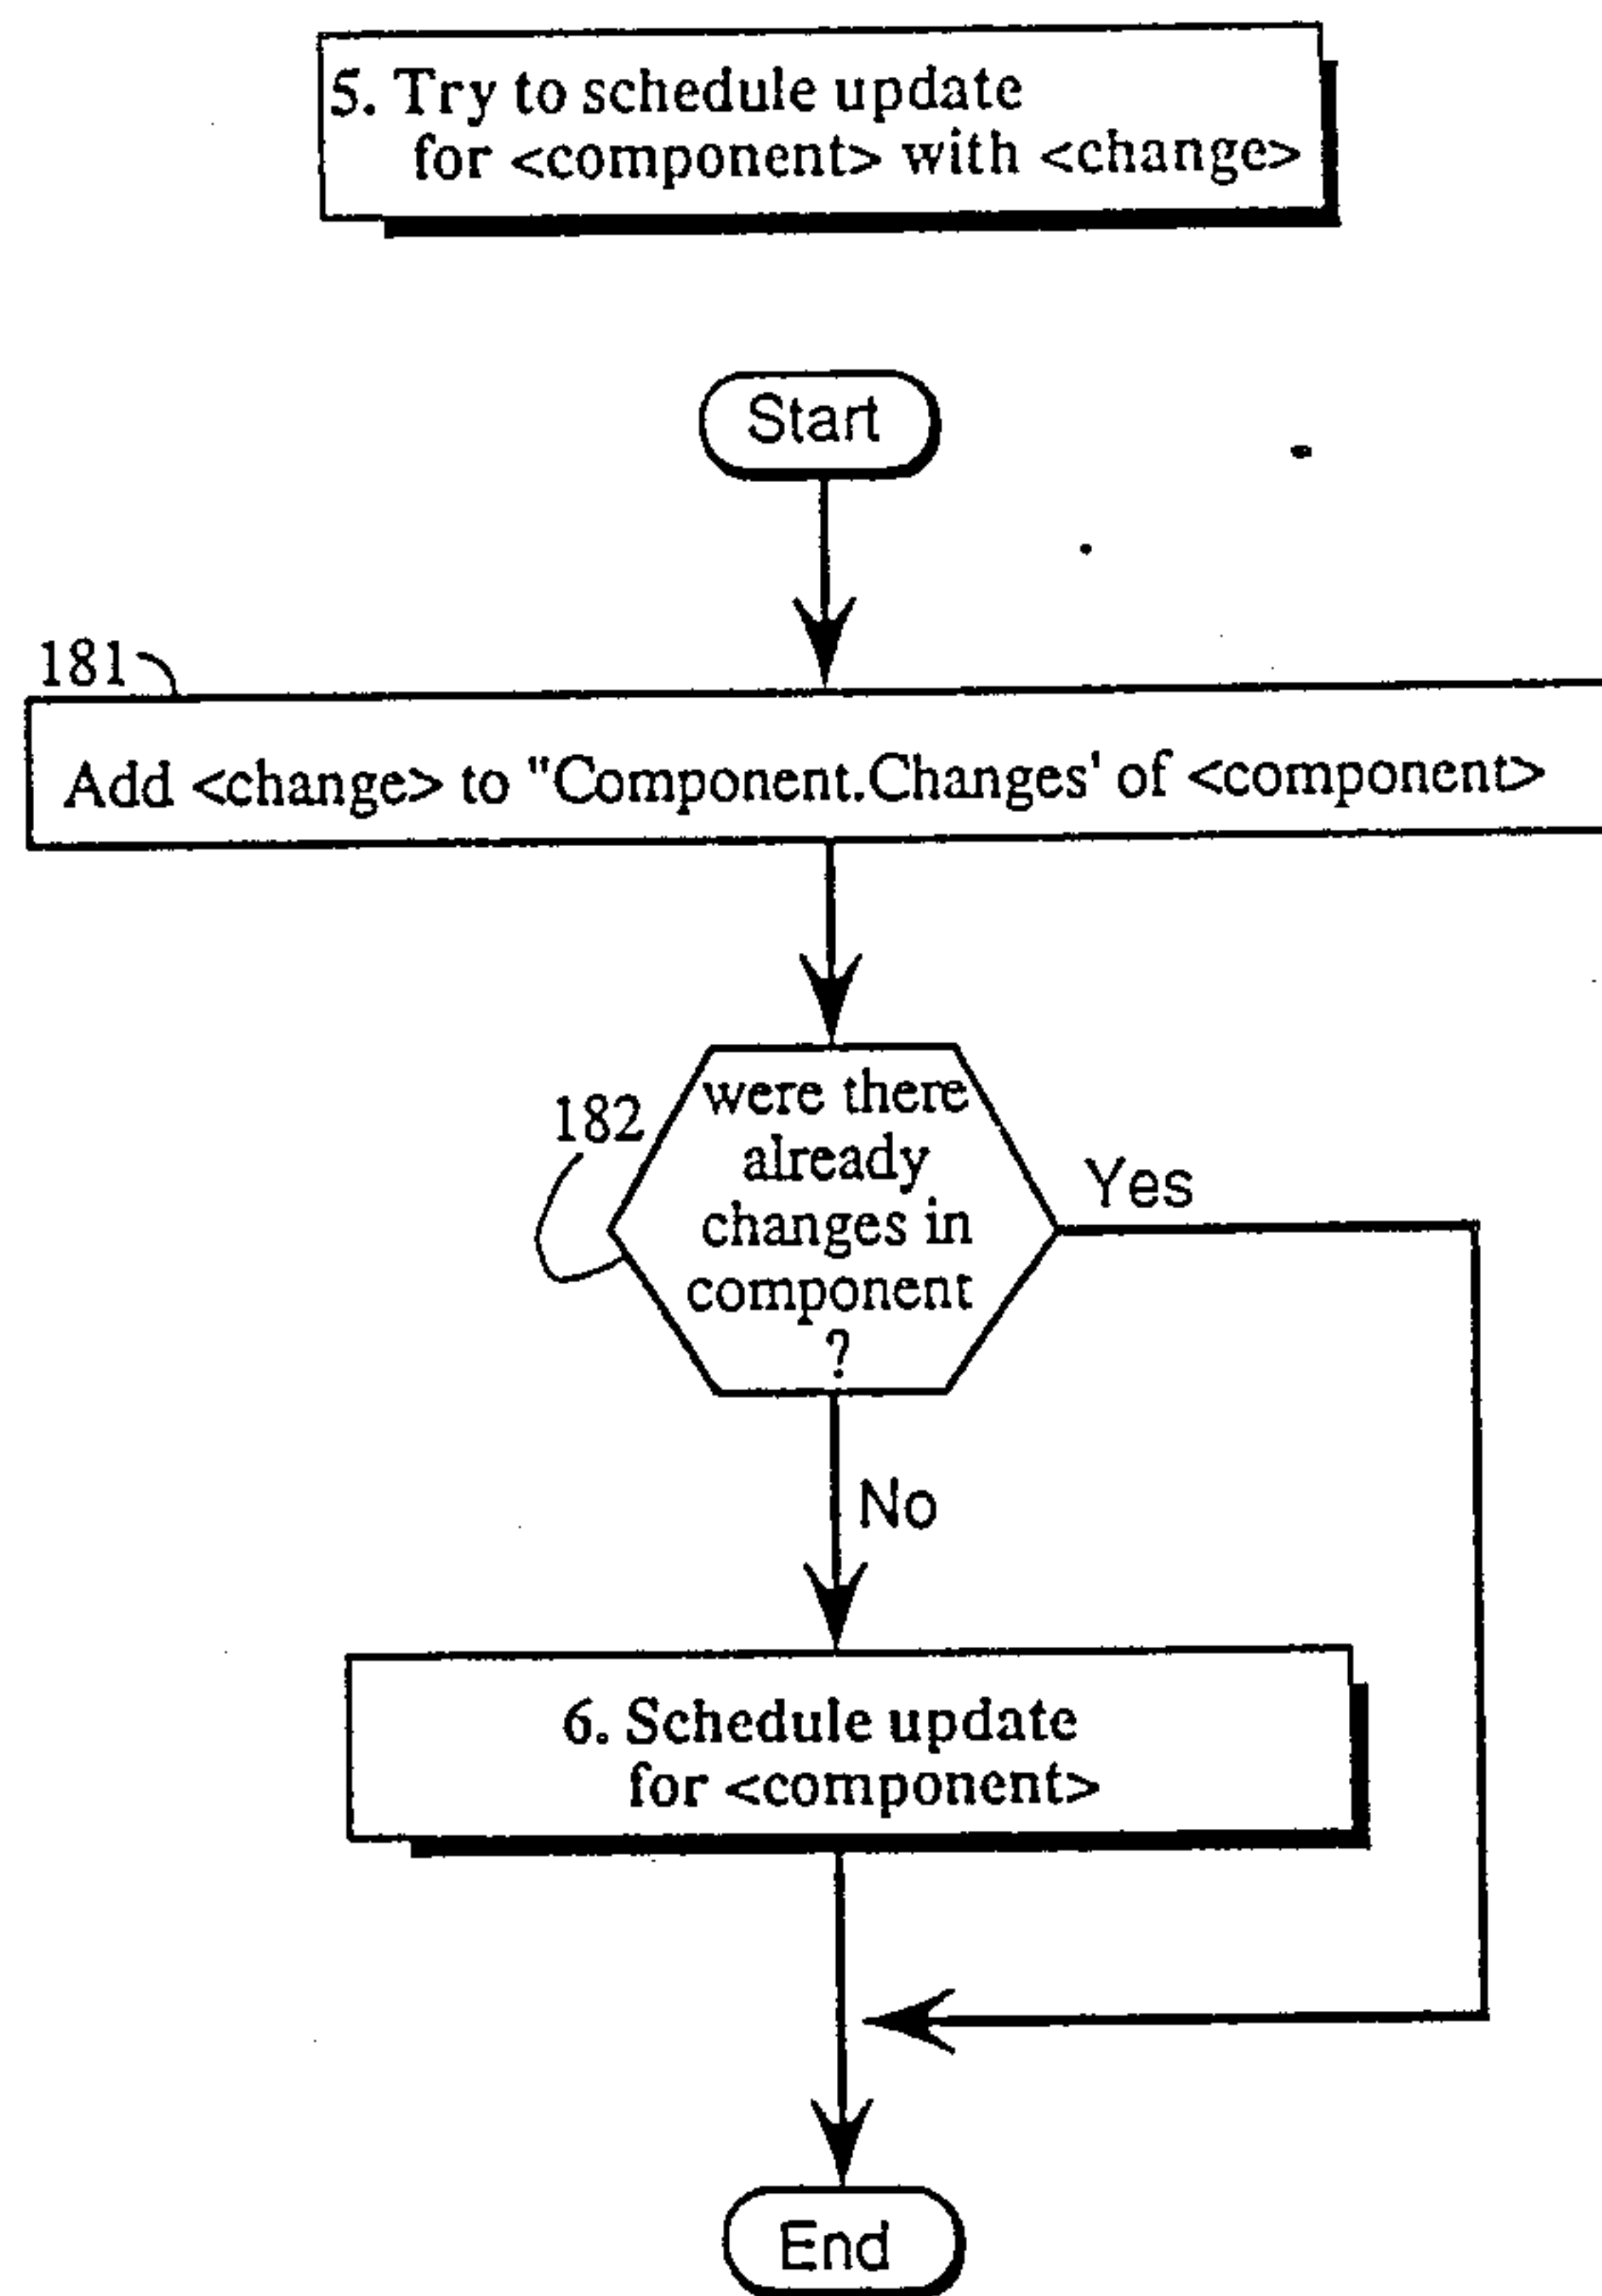 5. Try to schedule update
for <component> with <change>
Start
181
Add <change> to "Component.Changes' of <component>
182
were there
already
changes in
component
?
Yes
No
6. Schedule update
for <component>
End